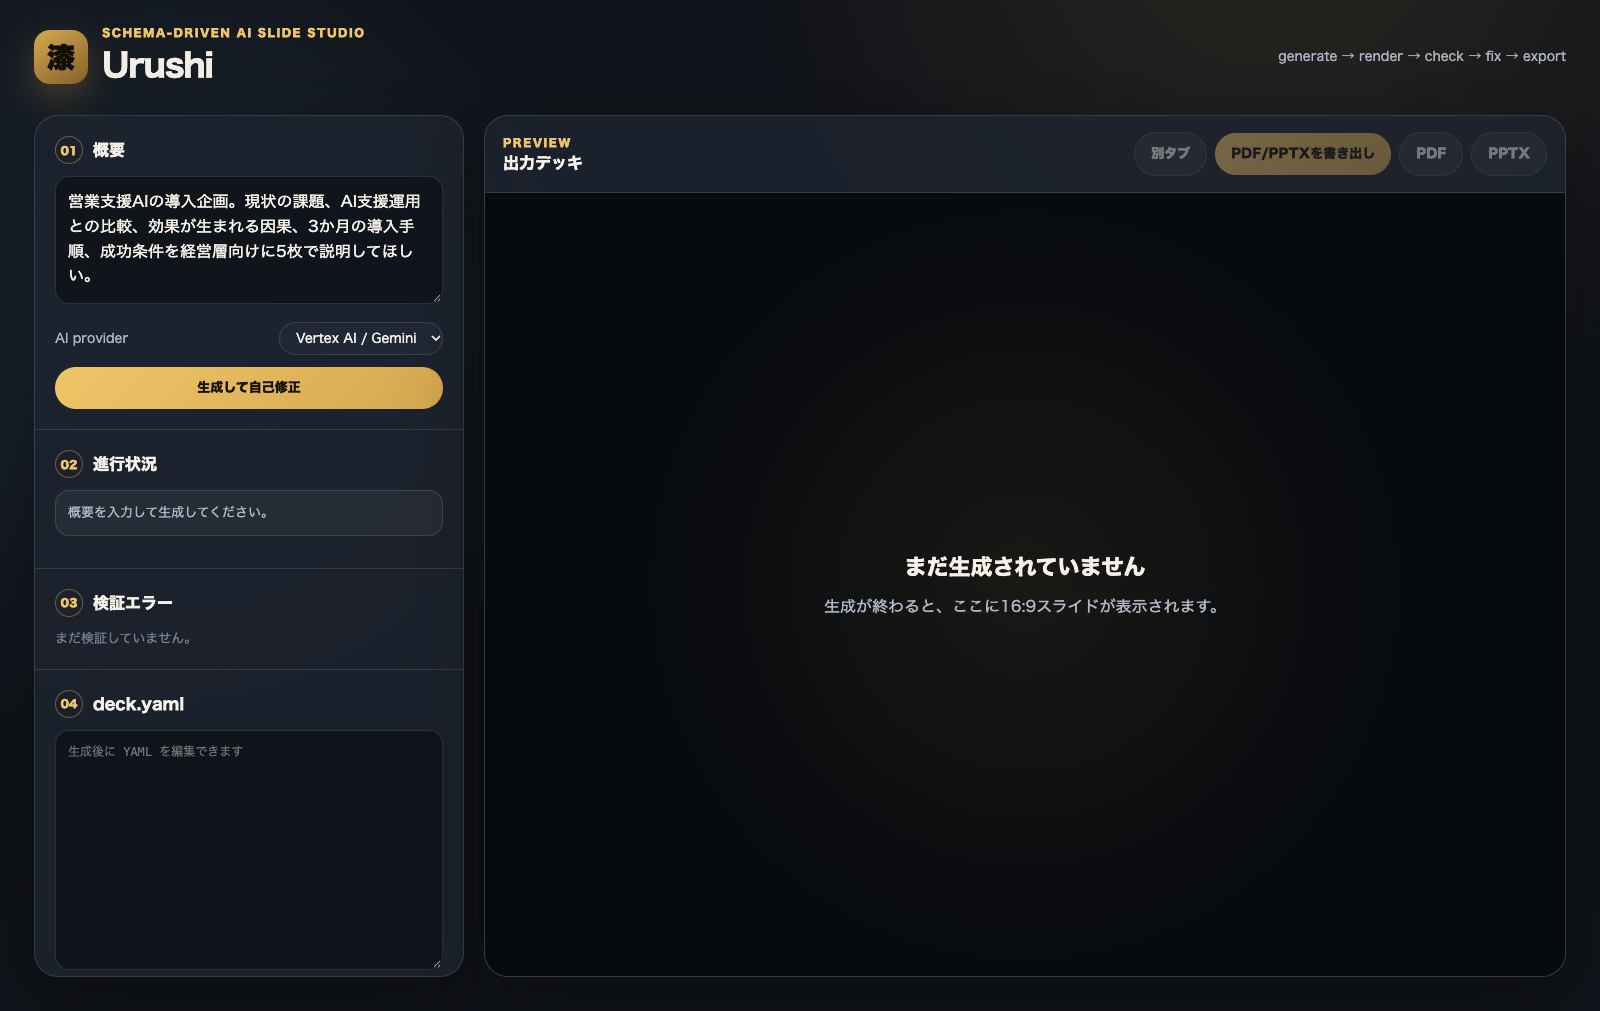 漆
SCHEMA-DRIVEN AI SLIDE STUDIO
Urushi
generate → render → check → fix → export
01 概要
営業支援AIの導入企画。現状の課題、AI支援運用
との比較、効果が生まれる因果、3か月の導入手
順、成功条件を経営層向けに5枚で説明してほし
い。
AI provider
Vertex AI / Gemini
生成して自己修正
02 進行状況
概要を入力して生成してください。
03 検証エラー
まだ検証していません。
04 deck.yaml
生成後に YAML を編集できます
PREVIEW
出力デッキ
別タブ
PDF/PPTXを書き出し
PDF
PPTX
まだ生成されていません
生成が終わると、ここに16:9スライドが表示されます。